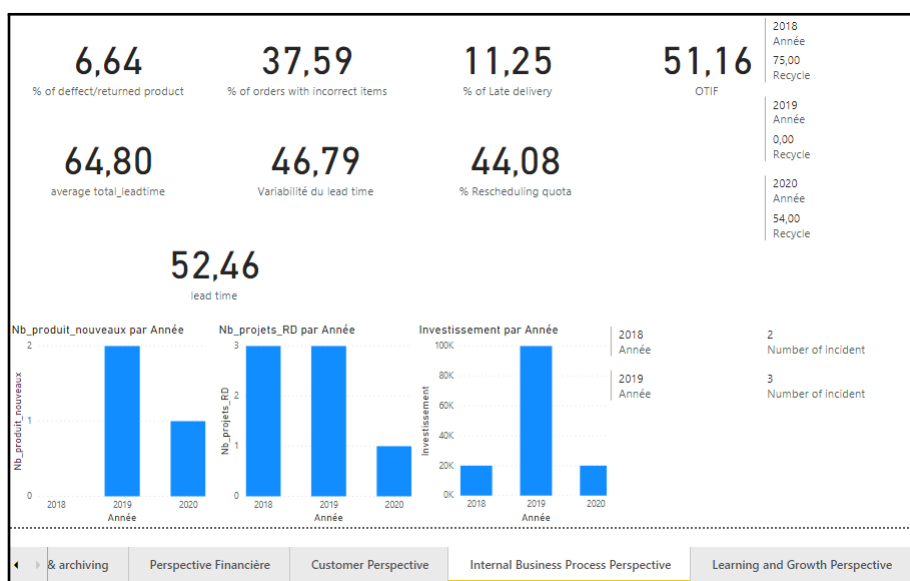 6,64
% of deffect/returned product
37,59
% of orders with incorrect items
11,25
% of Late delivery
51,16
OTIF
2018
Année
75,00
Recycle
2019
Année
0,00
Recycle
2020
Année
54,00
Recycle
64,80
average total_leadtime
46,79
Variabilité du lead time
44,08
% Rescheduling quota
52,46
lead time
Nb_produit_nouveaux par Année
Nb_produit_nouveaux
2
1
0
2018 2019 2020
Année
Nb_projets_RD par Année
Nb_projets_RD
3
2
1
0
2018 2019 2020
Année
Investissement par Année
Investissement
100K
80K
60K
40K
20K
0K
2018 2019 2020
Année
2018
Année
2
Number of incident
2019
Année
3
Number of incident
& archiving
Perspective Financière
Customer Perspective
Internal Business Process Perspective
Learning and Growth Perspective